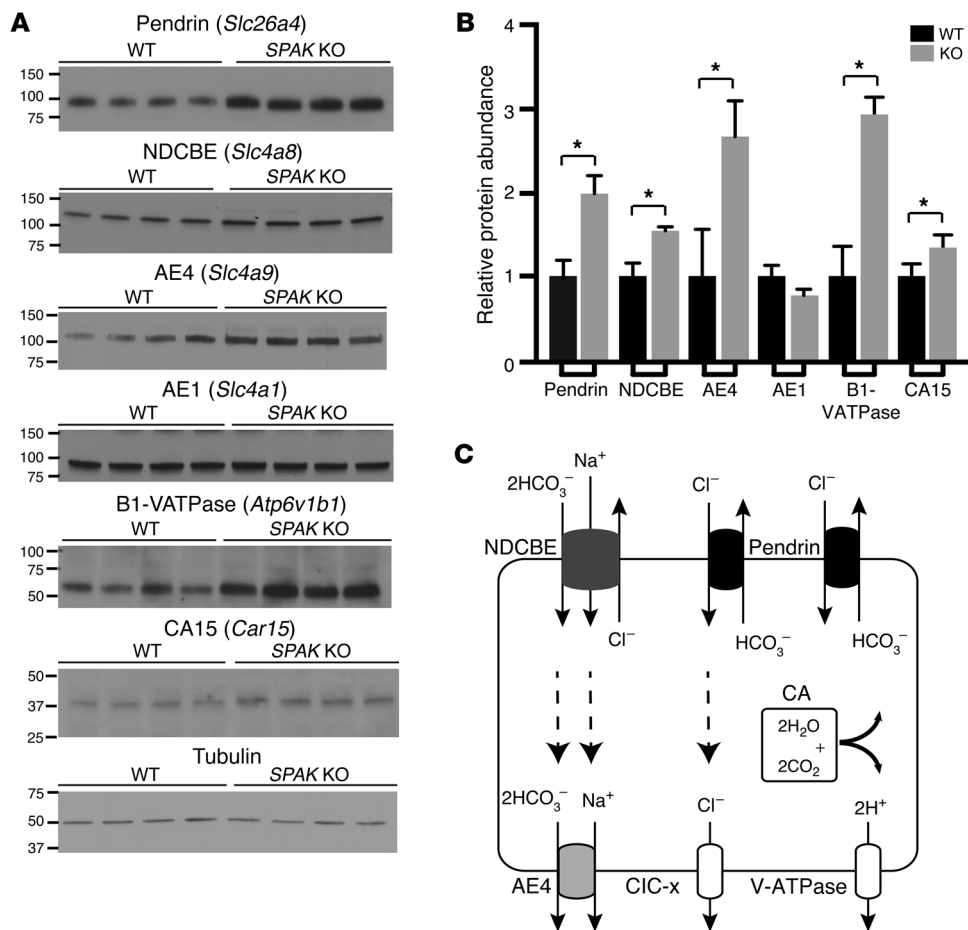 A
Pendrin (Slc26a4)
WT SPAK KO
150
100
75
NDCBE (Slc4a8)
WT SPAK KO
150
100
75
AE4 (Slc4a9)
WT SPAK KO
150
100
75
AE1 (Slc4a1)
WT SPAK KO
150
100
75
B1-VATPase (Atp6v1b1)
WT SPAK KO
100
75
50
CA15 (Car15)
WT SPAK KO
50
37
25
Tubulin
WT SPAK KO
75
50
37
B
Relative protein abundance
4
3
2
1
0
WT
KO
* * * * *
Pendrin NDCBE AE4 AE1 B1-VATPase CA15
C
2HCO₃⁻ Na⁺ Cl⁻ Cl⁻
NDCBE Pendrin
Cl⁻ HCO₃⁻ HCO₃⁻
CA
2H₂O
+
2CO₂
2HCO₃⁻ Na⁺ Cl⁻ 2H⁺
AE4 ClC-x V-ATPase